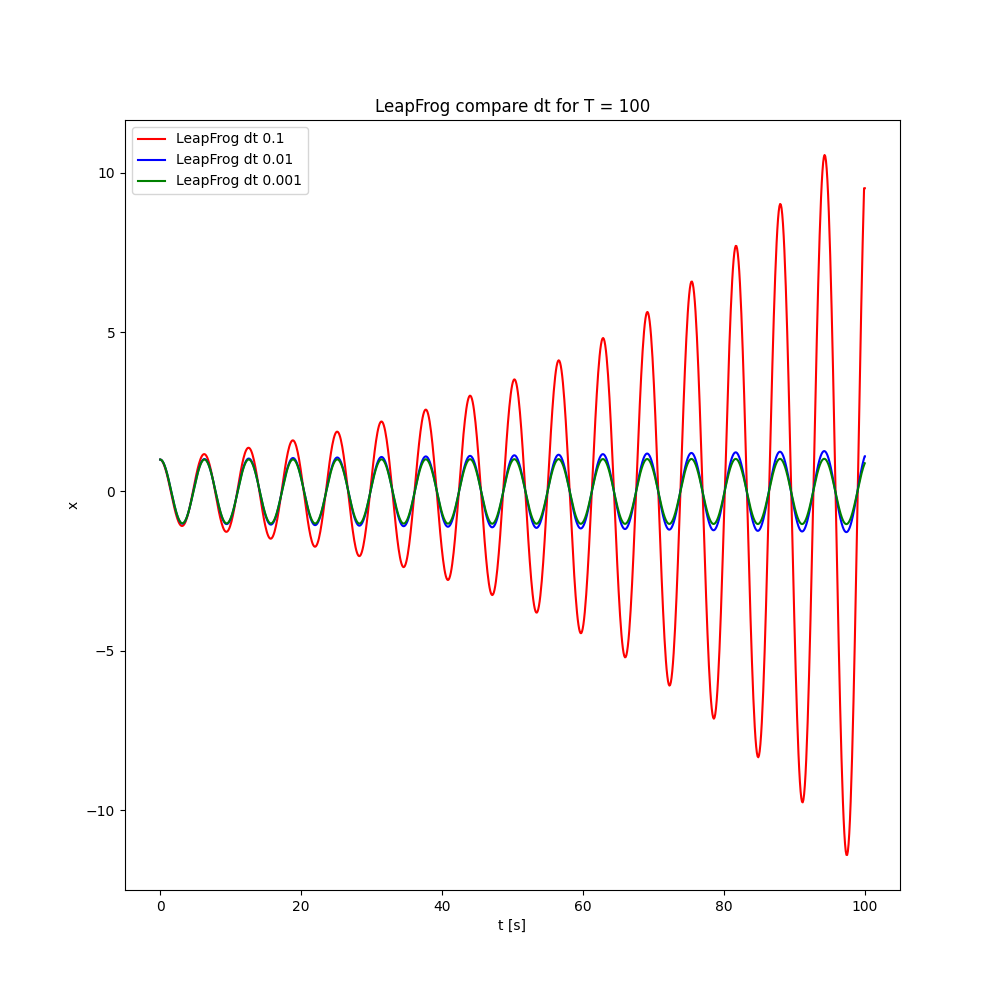 LeapFrog compare dt for T = 100
LeapFrog dt 0.1
LeapFrog dt 0.01
LeapFrog dt 0.001
10
5
0
−5
−10
x
0 20 40 60 80 100
t [s]